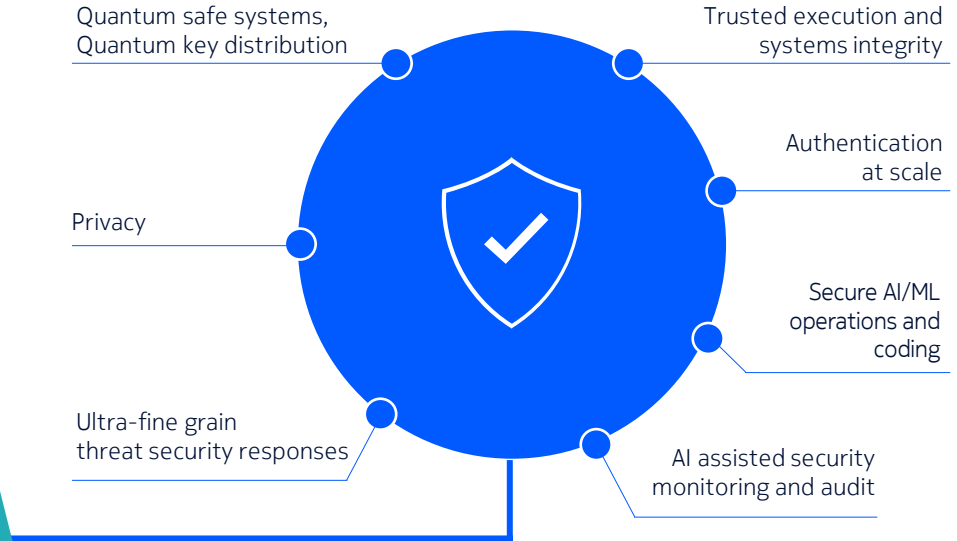 Quantum safe systems,
Quantum key distribution
Trusted execution and
systems integrity
Authentication
at scale
Privacy
Secure AI/ML
operations and
coding
Ultra-fine grain
threat security responses
AI assisted security
monitoring and audit